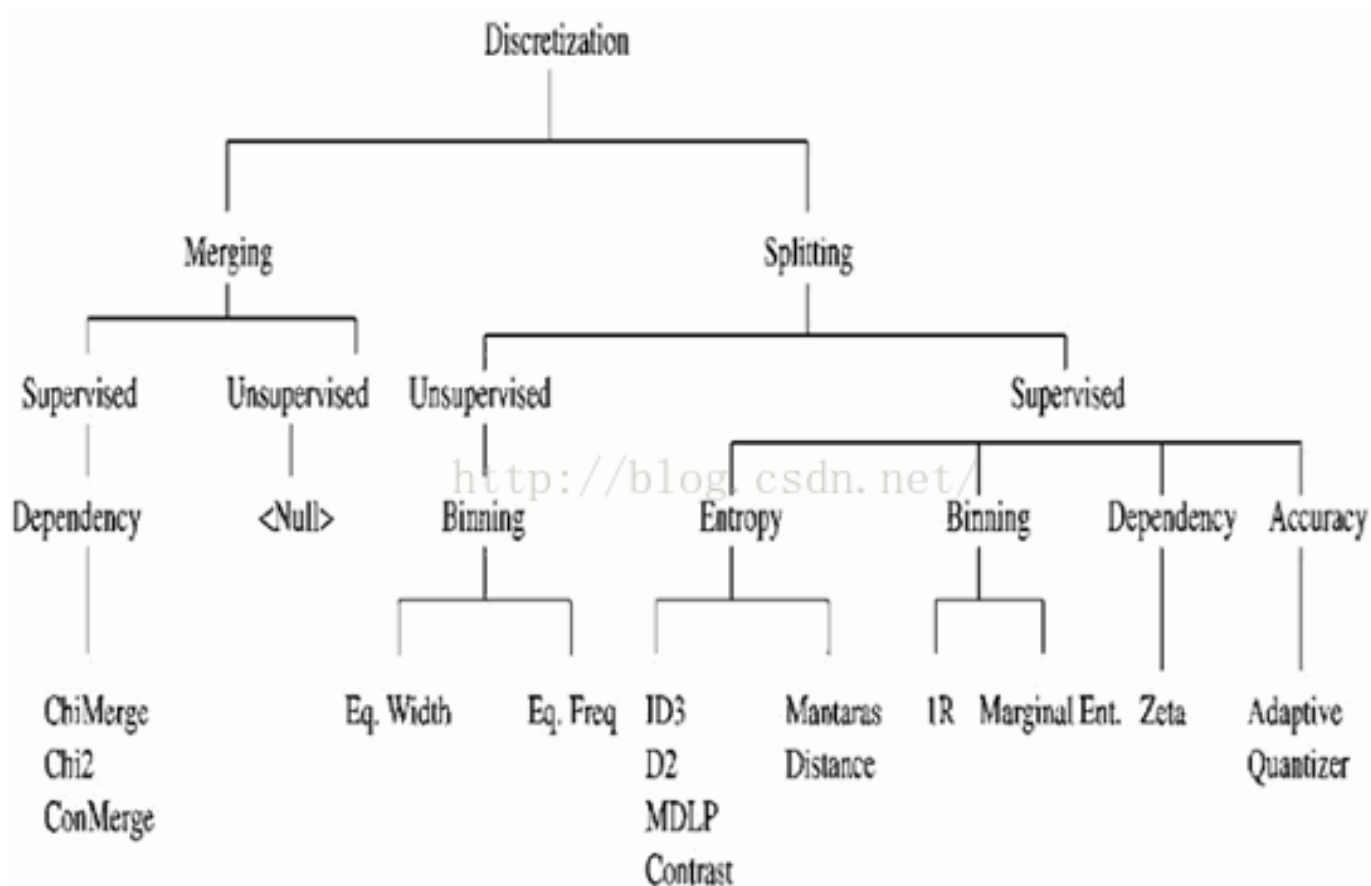 Discretization
Merging Splitting
Supervised Unsupervised Unsupervised Supervised
http://blog.csdn.net/
Dependency <Null> Binning Entropy Binning Dependency Accuracy
ChiMerge Eq. Width Eq. Freq ID3 Mantaras 1R Marginal Ent. Zeta Adaptive
Chi2 D2 Distance Quantizer
ConMerge MDLP
Contrast